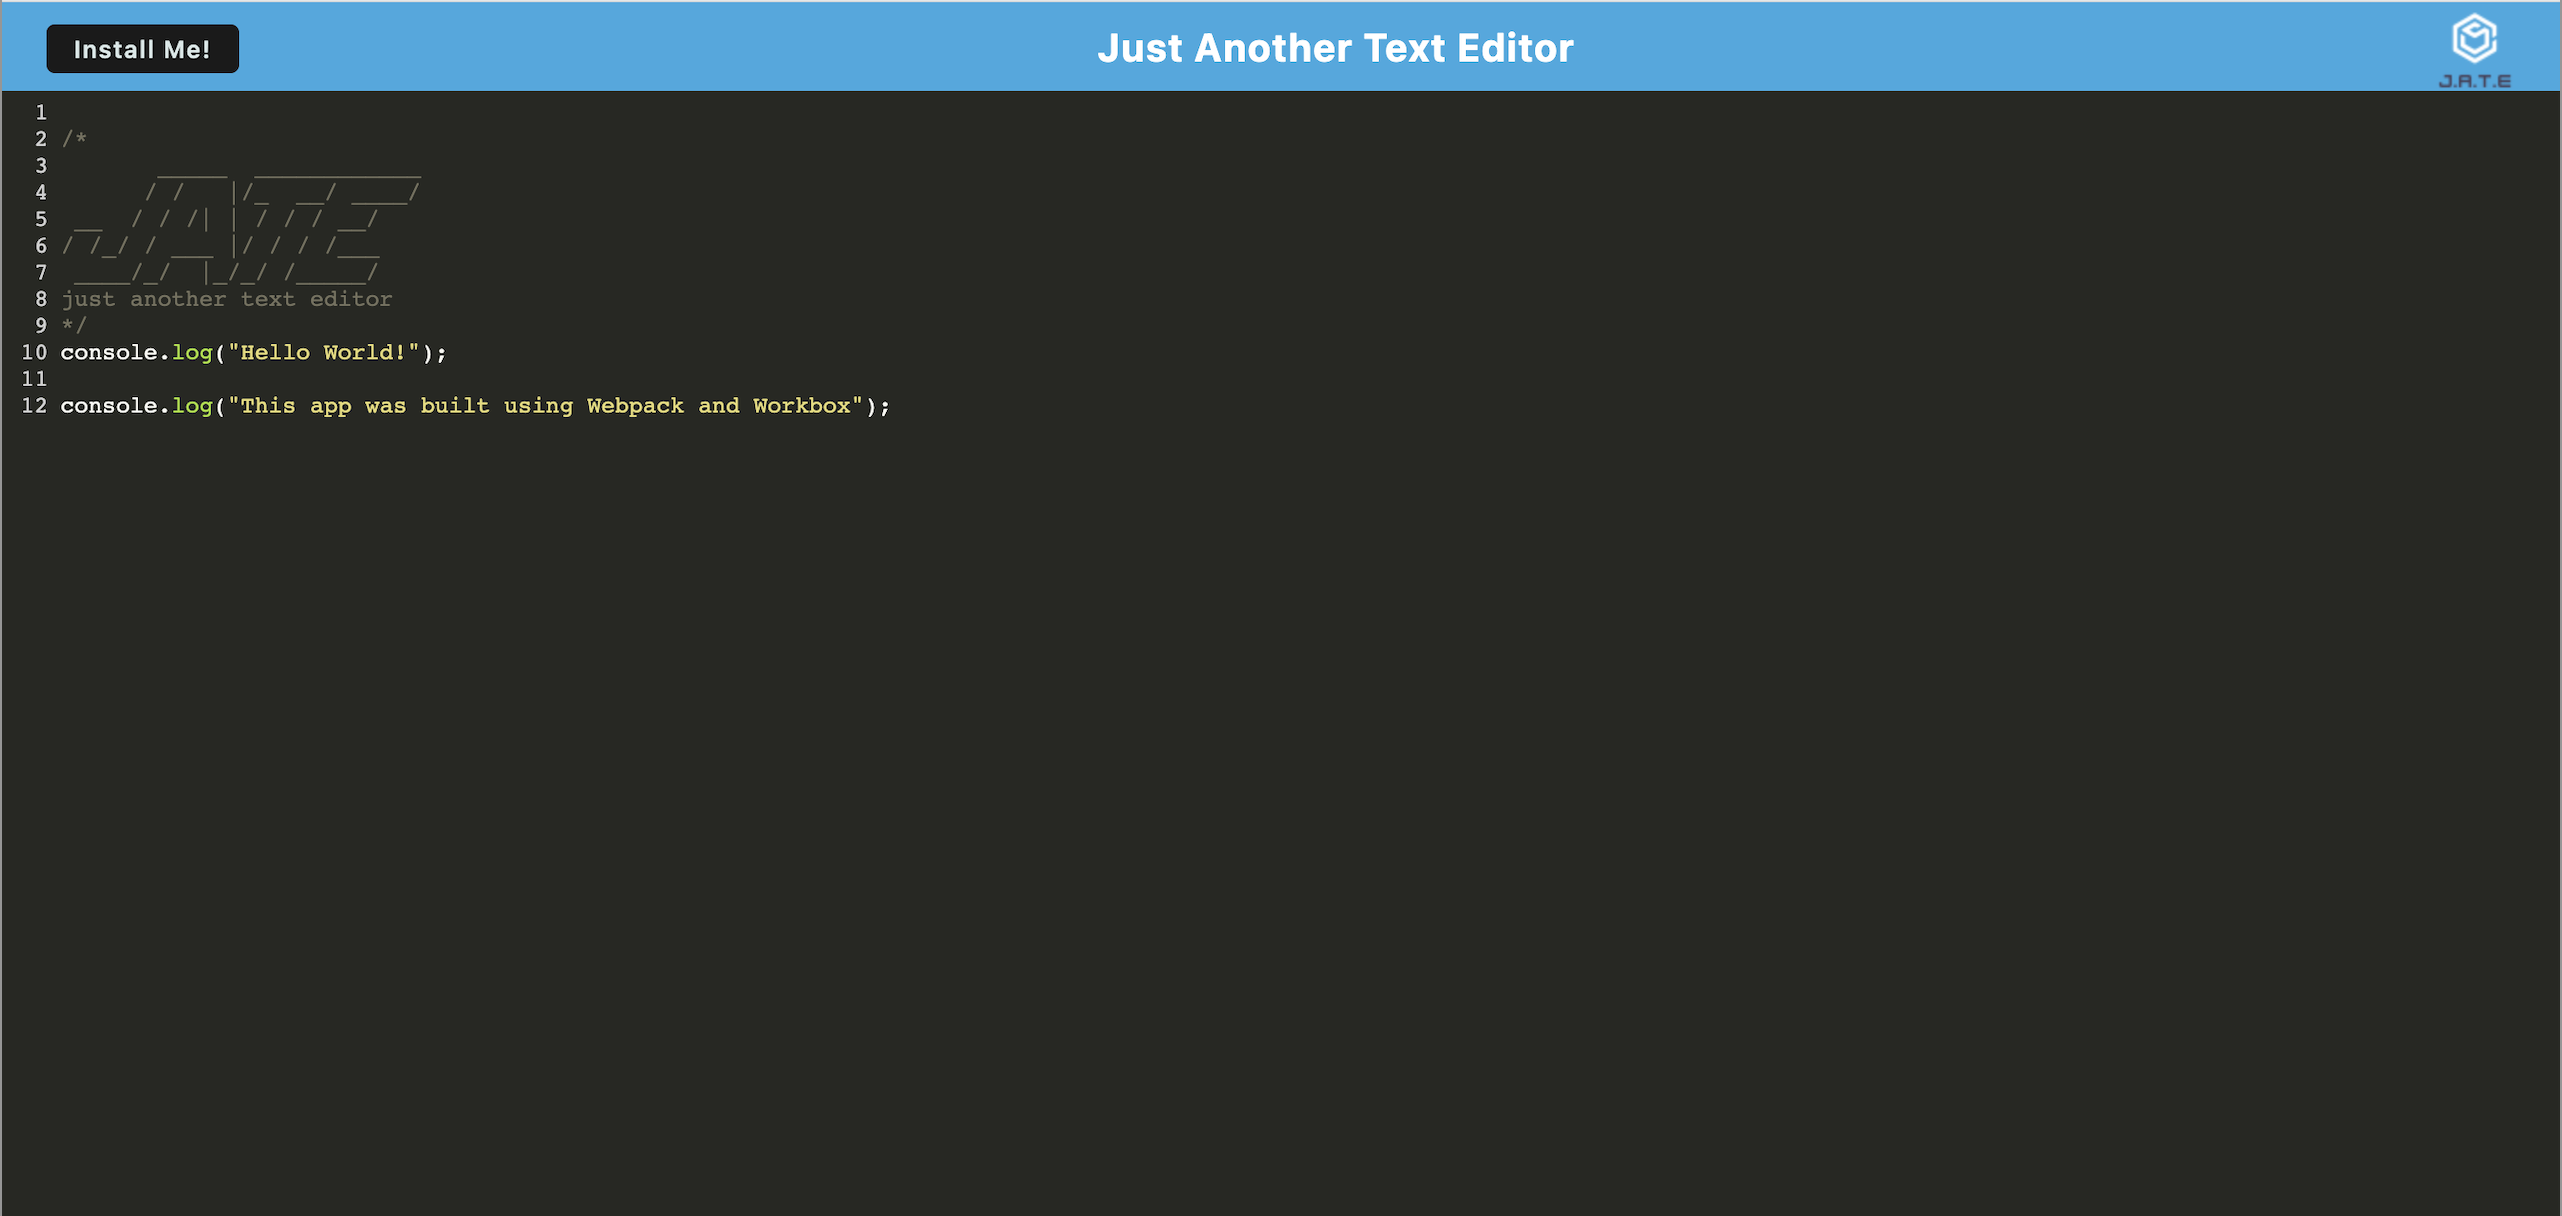 Install Me!
Just Another Text Editor
J.A.T.E
1
2 /*
3       _____  ____________
4       / /   |/_  __/ ____/
5  __  / / /| | / / / __/
6 / /_/ / ___ |/ / / /___
7  ____/_/  |_/_/ /_____/
8 just another text editor
9 */
10 console.log("Hello World!");
11
12 console.log("This app was built using Webpack and Workbox");